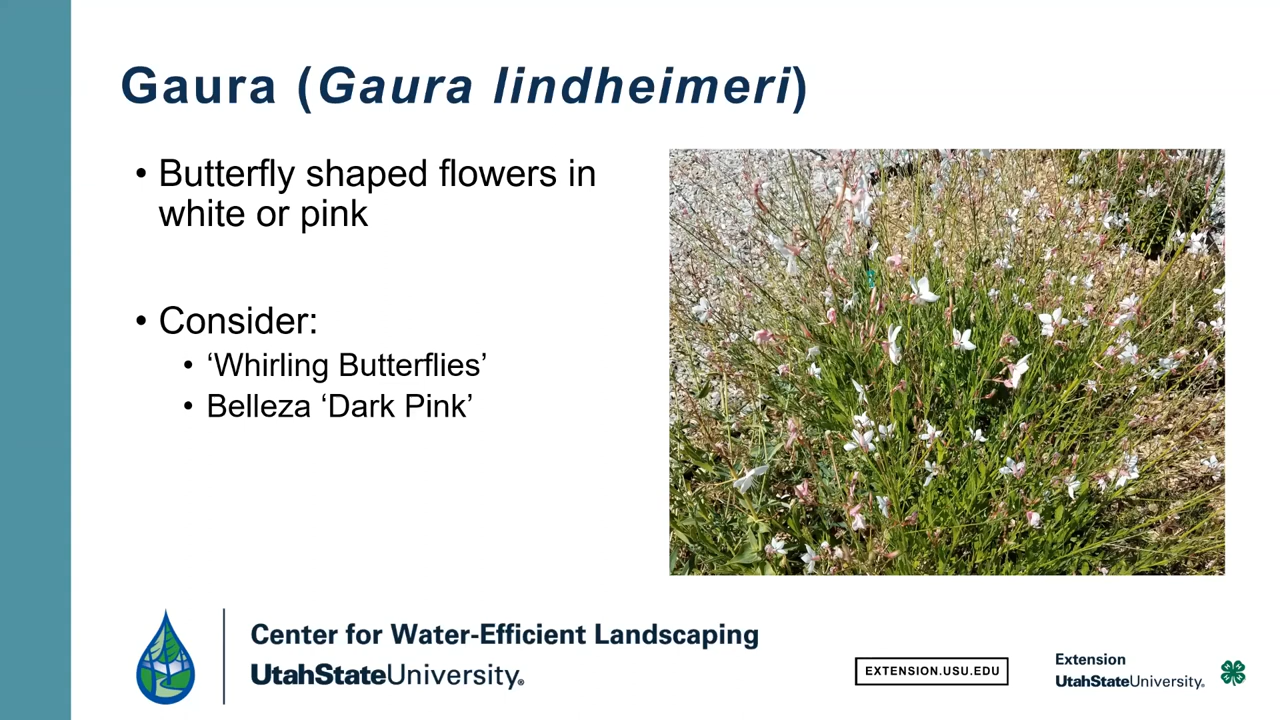 Gaura (Gaura lindheimeri)
• Butterfly shaped flowers in
white or pink
• Consider:
• ‘Whirling Butterflies’
• Belleza ‘Dark Pink’
Center for Water-Efficient Landscaping
UtahStateUniversity®
EXTENSION.USU.EDU
Extension
UtahStateUniversity®